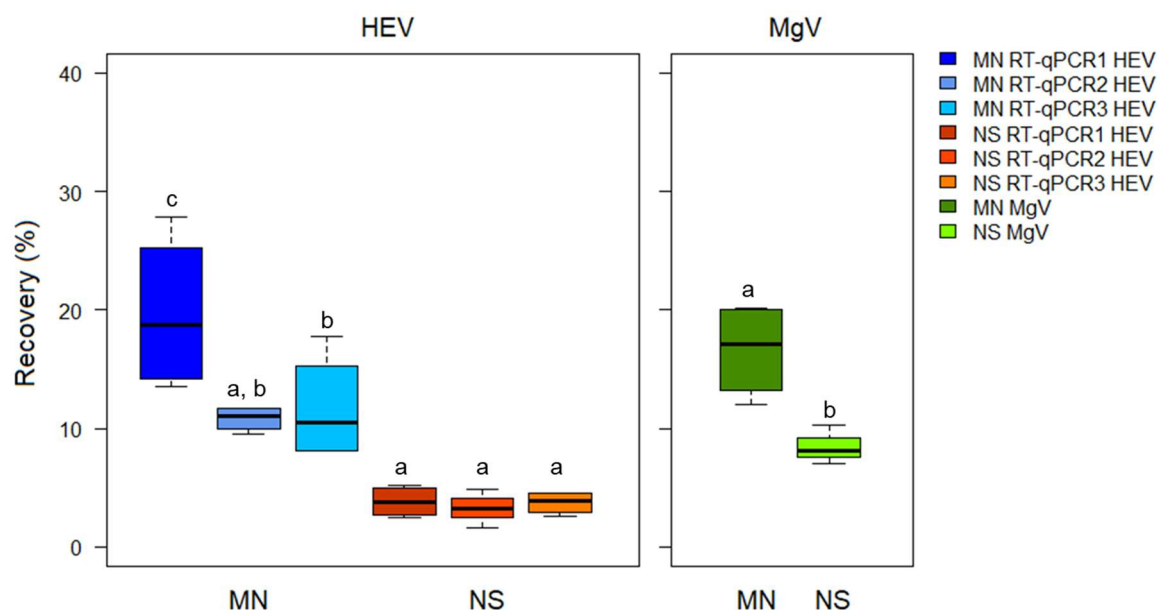 HEV
MgV
Recovery (%)
40
30
20
10
0
c
a, b
b
a
a
a
a
b
MN
NS
MN
NS
MN RT-qPCR1 HEV
MN RT-qPCR2 HEV
MN RT-qPCR3 HEV
NS RT-qPCR1 HEV
NS RT-qPCR2 HEV
NS RT-qPCR3 HEV
MN MgV
NS MgV